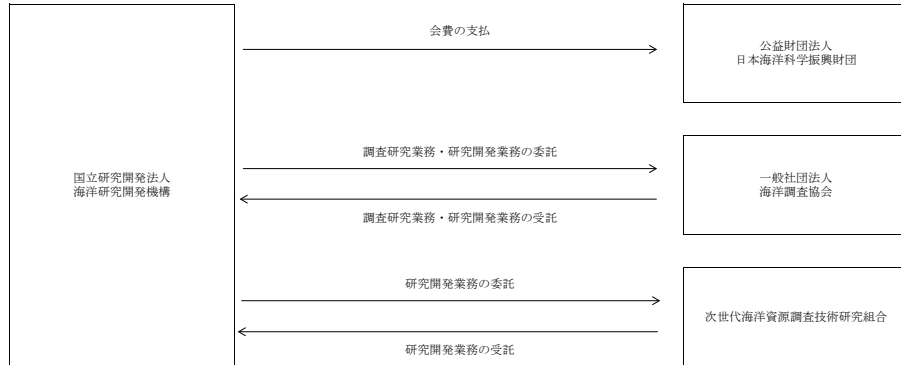 国立研究開発法人
海洋研究開発機構
会費の支払
公益財団法人
日本海洋科学振興財団
調査研究業務・研究開発業務の委託
調査研究業務・研究開発業務の受託
一般社団法人
海洋調査協会
研究開発業務の委託
研究開発業務の受託
次世代海洋資源調査技術研究組合